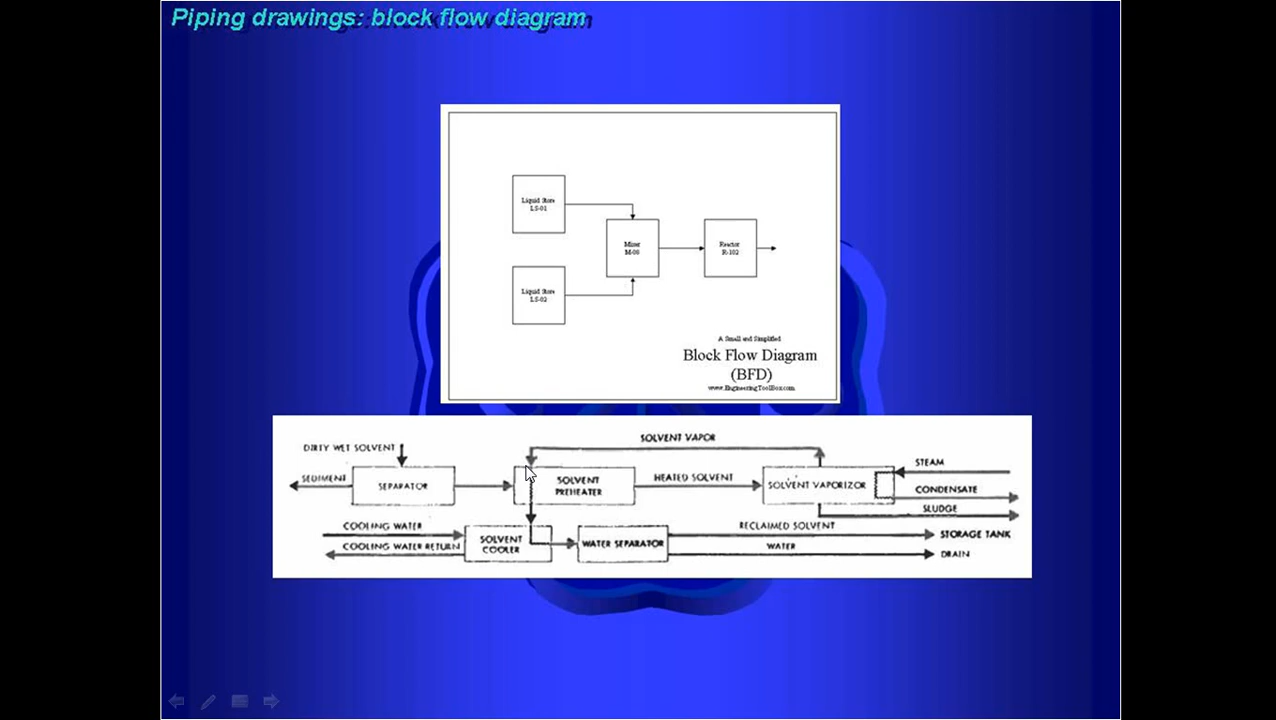 Piping drawings: block flow diagram
Liquid Store
LS-01
Liquid Store
LS-02
Mixer
M-00
Reactor
R-102
A Small and Simplified
Block Flow Diagram
(BFD)
www.EngineeringToolBox.com
SOLVENT VAPOR
DIRTY WET SOLVENT
SEDIMENT
SEPARATOR
SOLVENT
PREHEATER
HEATED SOLVENT
SOLVENT VAPORIZOR
STEAM
CONDENSATE
SLUDGE
COOLING WATER
COOLING WATER RETURN
SOLVENT
COOLER
WATER SEPARATOR
RECLAIMED SOLVENT
WATER
STORAGE TANK
DRAIN